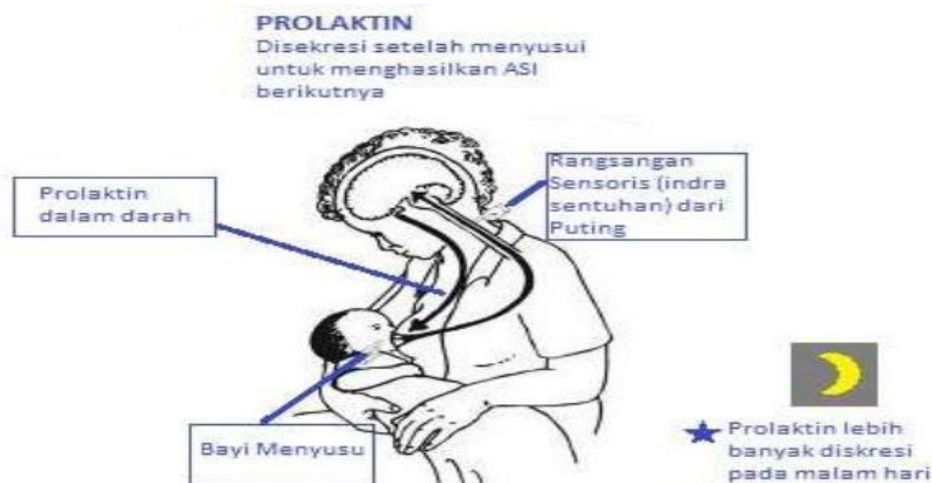 PROLAKTIN
Disekresi setelah menyusui
untuk menghasilkan ASI
berikutnya
Prolaktin
dalam darah
Rangsangan
Sensoris (indra
sentuhan) dari
Puting
Bayi Menyusu
Prolaktin lebih
banyak diskresi
pada malam hari